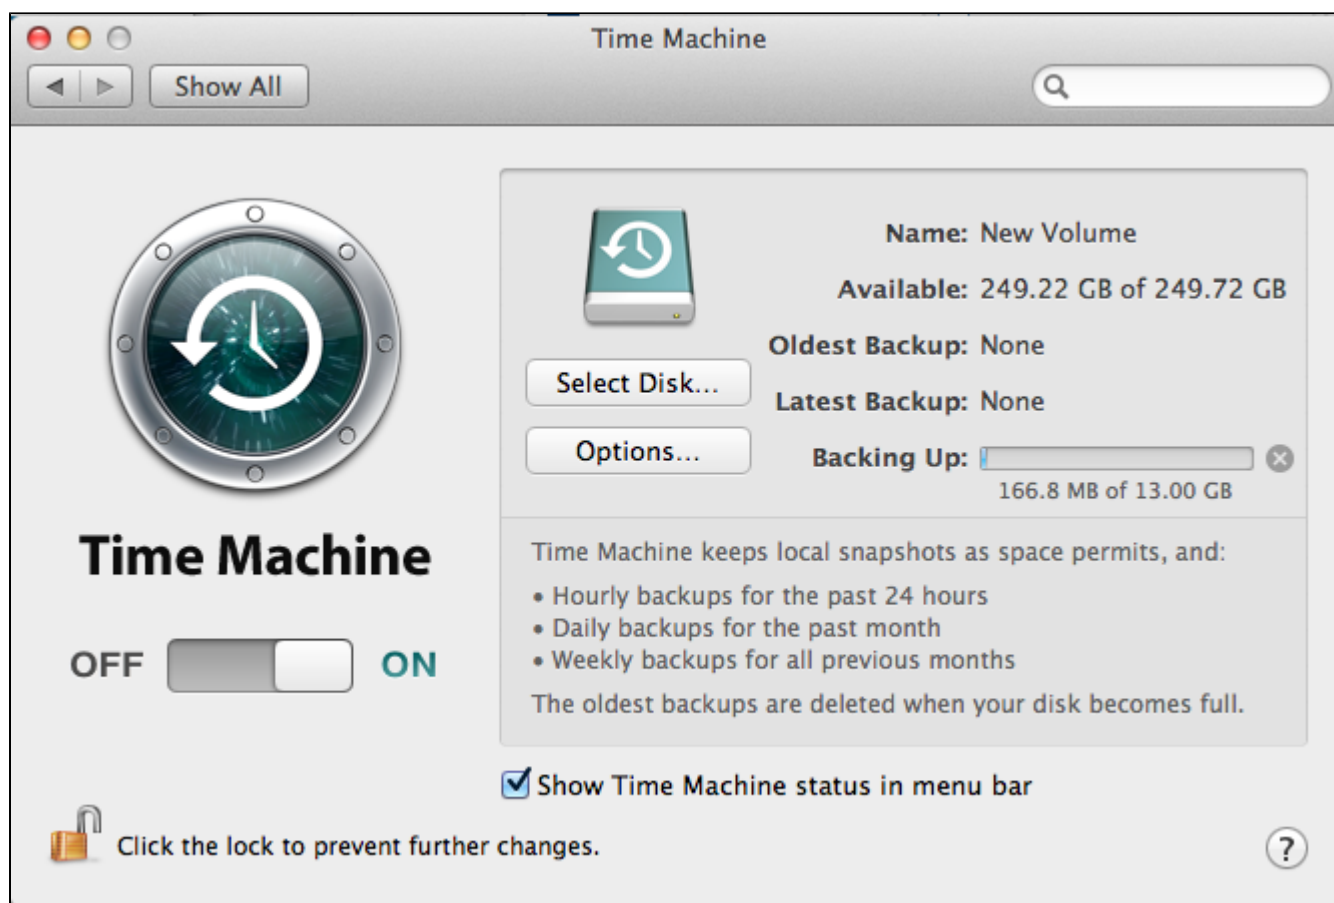 Time Machine
Show All
Name: New Volume
Available: 249.22 GB of 249.72 GB
Oldest Backup: None
Select Disk...
Latest Backup: None
Options...
Backing Up:
166.8 MB of 13.00 GB
Time Machine
OFF ON
Time Machine keeps local snapshots as space permits, and:
• Hourly backups for the past 24 hours
• Daily backups for the past month
• Weekly backups for all previous months
The oldest backups are deleted when your disk becomes full.
Show Time Machine status in menu bar
Click the lock to prevent further changes.
?